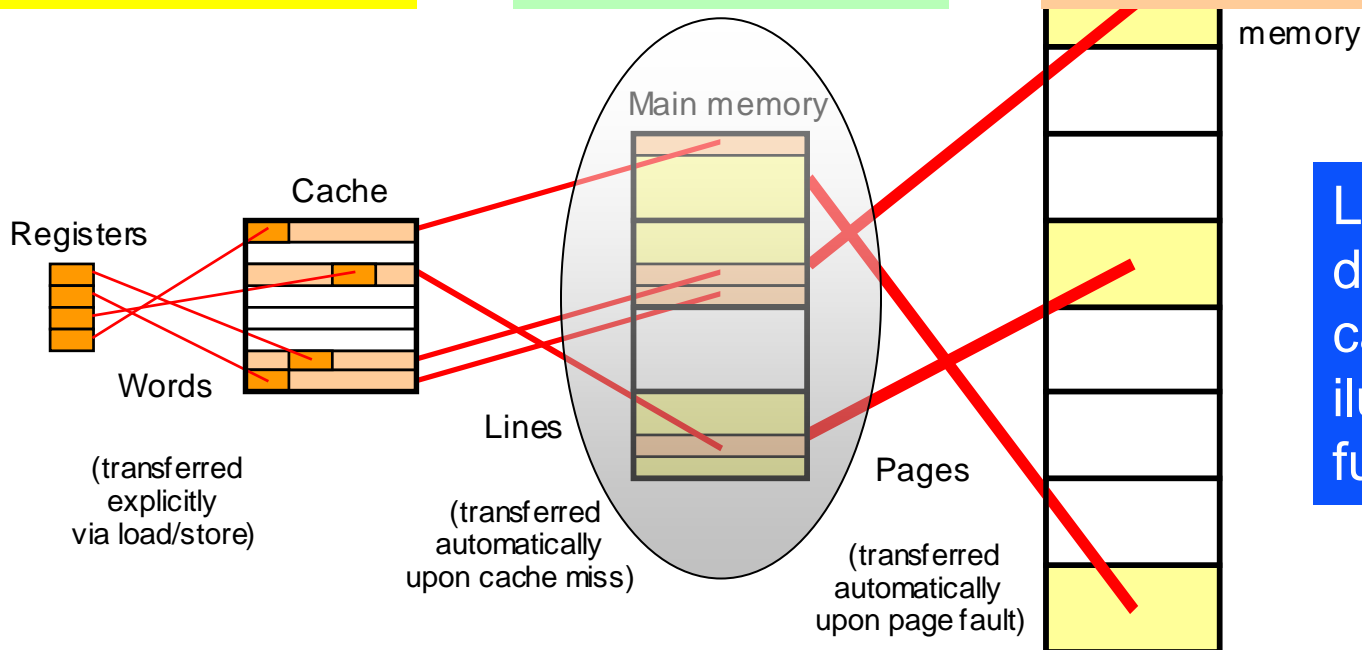 memory
Main memory
Cache
Registers
Words
(transferred
explicitly
via load/store)
Lines
(transferred
automatically
upon cache miss)
Pages
(transferred
automatically
upon page fault)